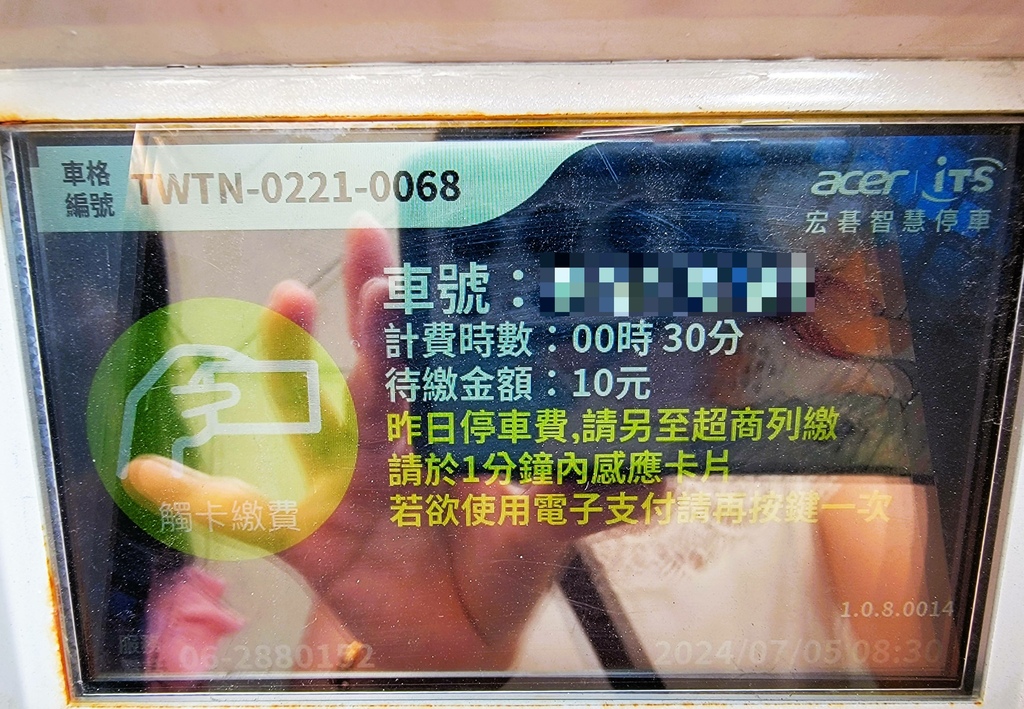 車格
編號
TWTN-0221-0068
acer | iTS
宏碁智慧停車
車號：
計費時數：00時 30分
待繳金額：10元
昨日停車費,請另至超商列繳
請於1分鐘內感應卡片
若欲使用電子支付請再按鍵一次
觸卡繳費
1.0.8.0014
06-2880152
2024/07/05 08:30